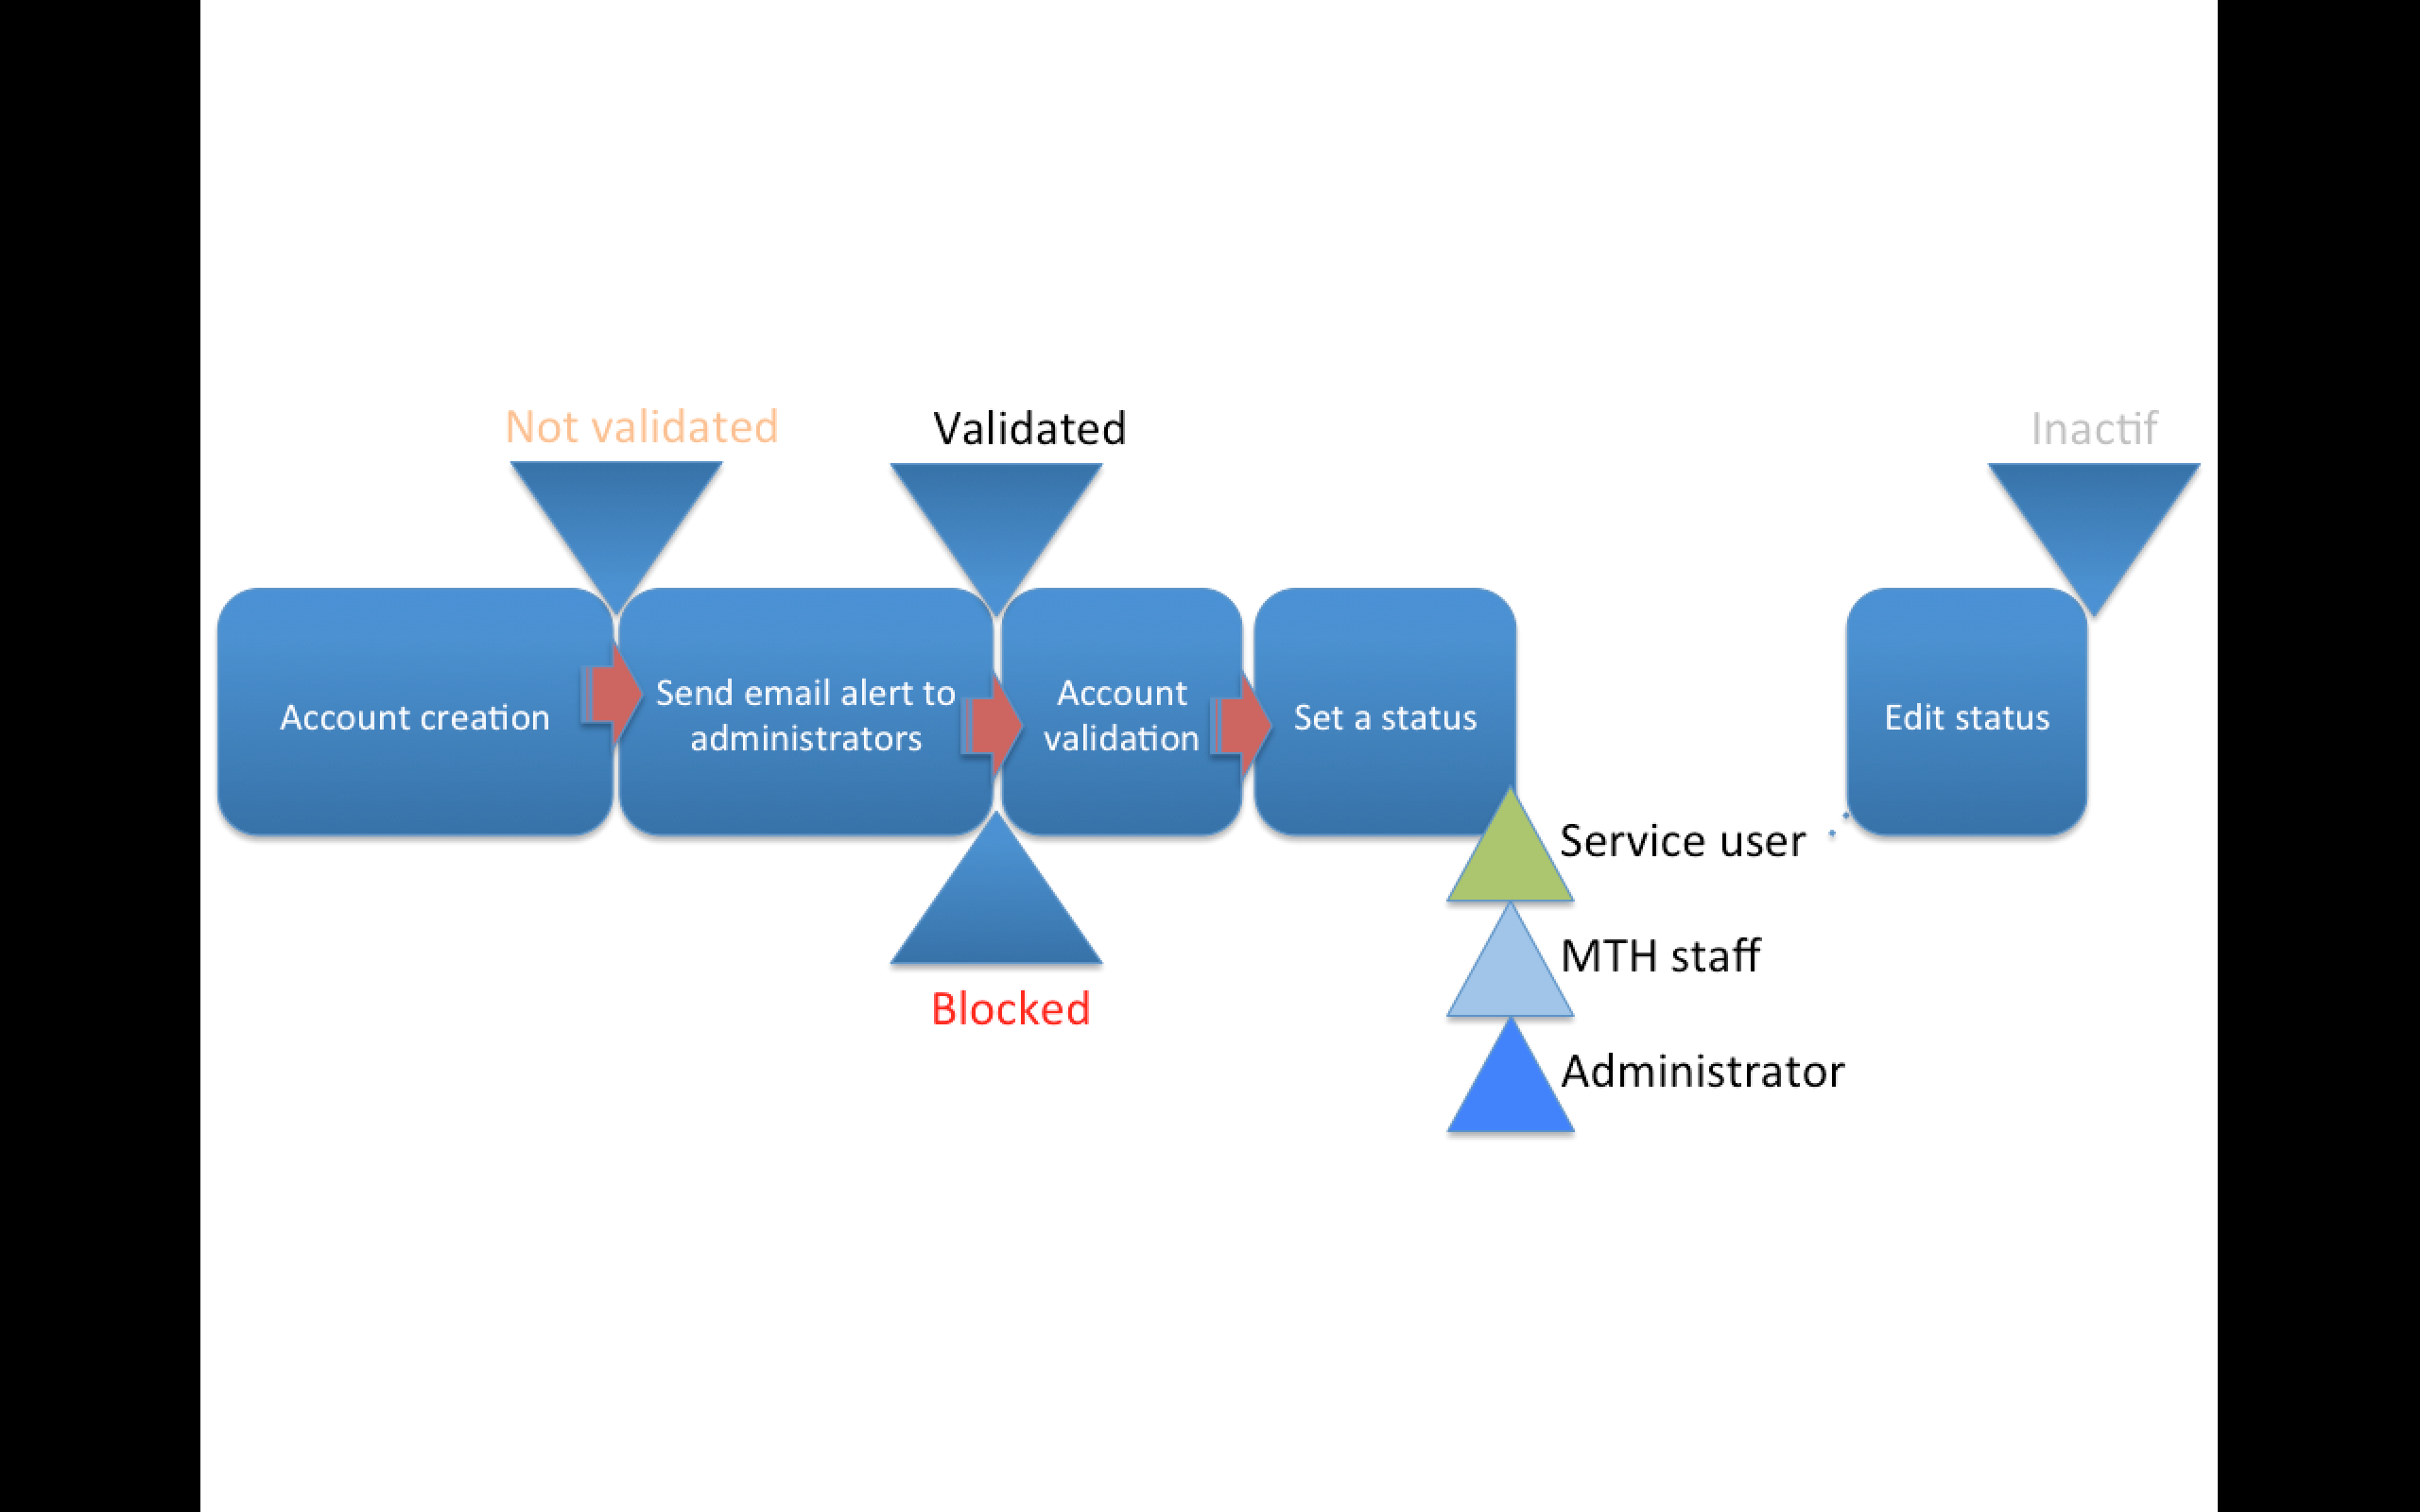 Not validated
Validated
Inactif
Account creation
Send email alert to
administrators
Account
validation
Set a status
Edit status
Service user
MTH staff
Administrator
Blocked